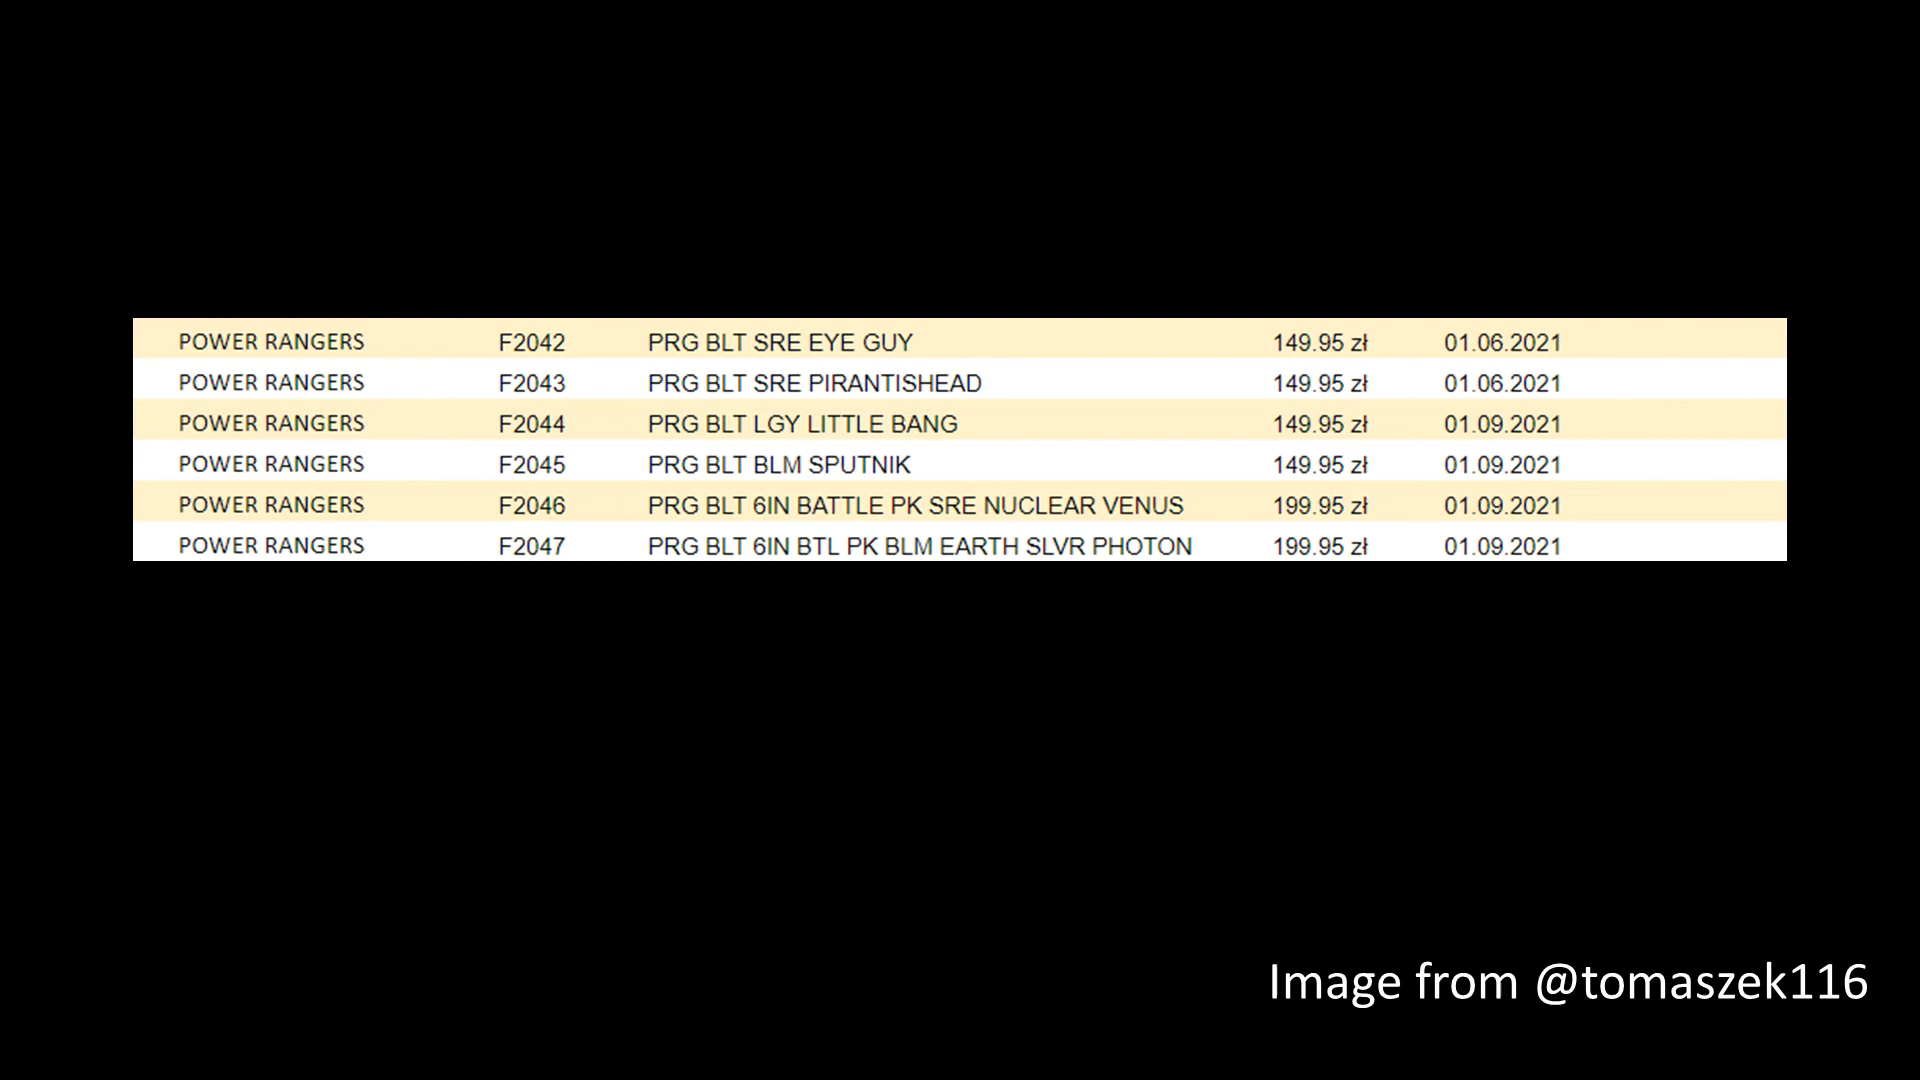 POWER RANGERS F2042 PRG BLT SRE EYE GUY 149.95 zł 01.06.2021
POWER RANGERS F2043 PRG BLT SRE PIRANTISHEAD 149.95 zł 01.06.2021
POWER RANGERS F2044 PRG BLT LGY LITTLE BANG 149.95 zł 01.09.2021
POWER RANGERS F2045 PRG BLT BLM SPUTNIK 149.95 zł 01.09.2021
POWER RANGERS F2046 PRG BLT 6IN BATTLE PK SRE NUCLEAR VENUS 199.95 zł 01.09.2021
POWER RANGERS F2047 PRG BLT 6IN BTL PK BLM EARTH SLVR PHOTON 199.95 zł 01.09.2021
Image from @tomaszek116